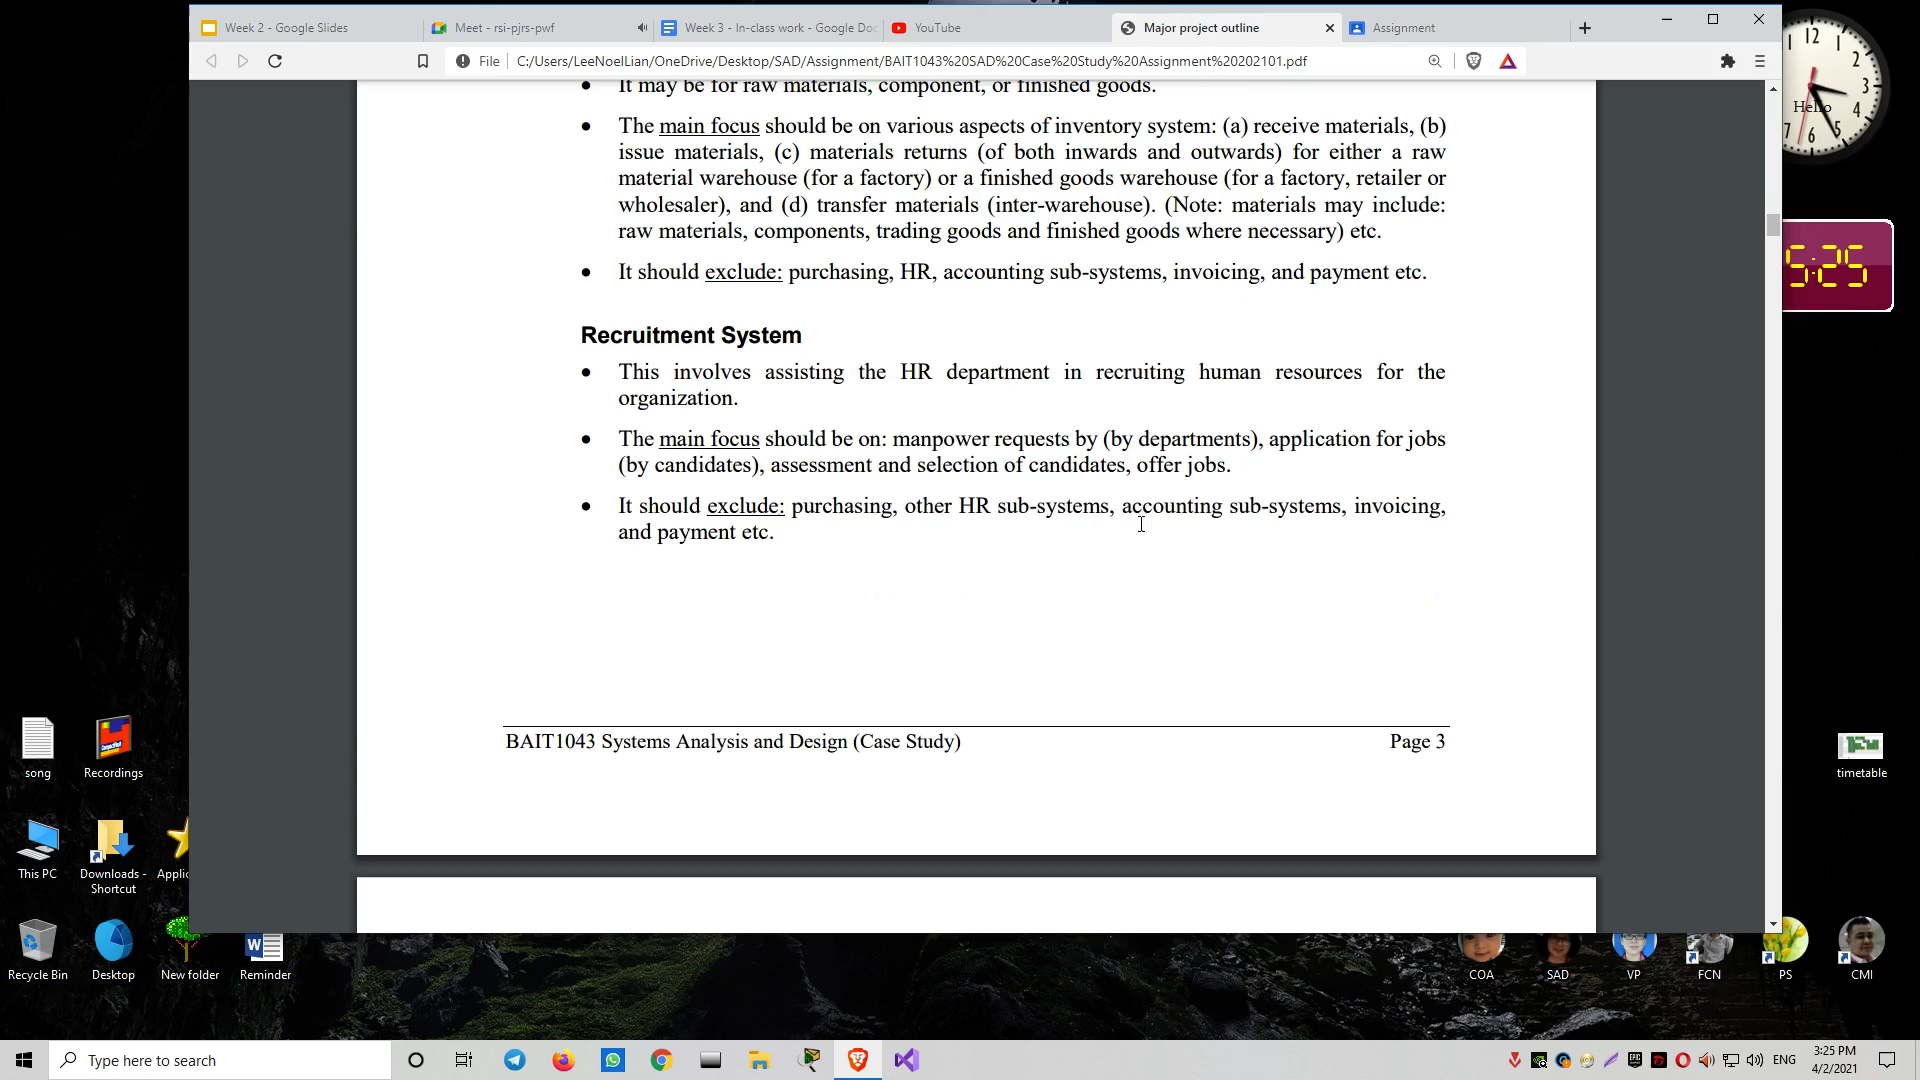 Week 2 - Google Slides
Meet - rsi-pjrs-pwf
Week 3 - In-class work - Google Doc
YouTube
Major project outline
Assignment
File
C:/Users/LeeNoelLian/OneDrive/Desktop/SAD/Assignment/BAIT1043%20SAD%20Case%20Study%20Assignment%20202101.pdf
It may be for raw materials, component, or finished goods.
The main focus should be on various aspects of inventory system: (a) receive materials, (b)
issue materials, (c) materials returns (of both inwards and outwards) for either a raw
material warehouse (for a factory) or a finished goods warehouse (for a factory, retailer or
wholesaler), and (d) transfer materials (inter-warehouse). (Note: materials may include:
raw materials, components, trading goods and finished goods where necessary) etc.
It should exclude: purchasing, HR, accounting sub-systems, invoicing, and payment etc.
Recruitment System
This involves assisting the HR department in recruiting human resources for the
organization.
The main focus should be on: manpower requests by (by departments), application for jobs
(by candidates), assessment and selection of candidates, offer jobs.
It should exclude: purchasing, other HR sub-systems, accounting sub-systems, invoicing,
and payment etc.
BAIT1043 Systems Analysis and Design (Case Study)
Page 3
12
1
2
3
4
5
6
7
Hello
5:25
song
Recordings
timetable
This PC
Downloads -
Shortcut
Applic
Recycle Bin
Desktop
New folder
Reminder
COA
SAD
VP
FCN
PS
CMI
Type here to search
ENG
3:25 PM
4/2/2021